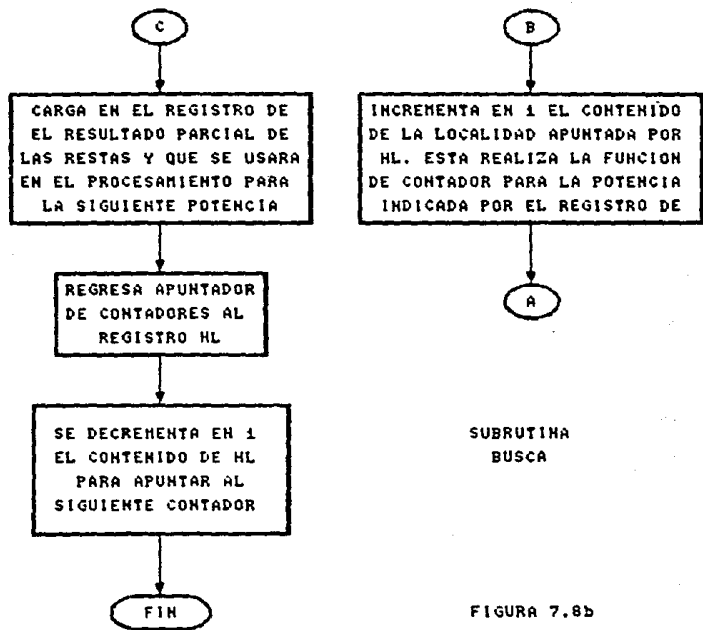 C
CARGA EN EL REGISTRO DE
EL RESULTADO PARCIAL DE
LAS RESTAS Y QUE SE USARA
EN EL PROCESAMIENTO PARA
LA SIGUIENTE POTENCIA
REGRESA APUNTADOR
DE CONTADORES AL
REGISTRO HL
SE DECREMENTA EN 1
EL CONTENIDO DE HL
PARA APUNTAR AL
SIGUIENTE CONTADOR
FIN
B
INCREMENTA EN 1 EL CONTENIDO
DE LA LOCALIDAD APUNTADA POR
HL. ESTA REALIZA LA FUNCION
DE CONTADOR PARA LA POTENCIA
INDICADA POR EL REGISTRO DE
A
SUBRUTINA
BUSCA
FIGURA 7.8b